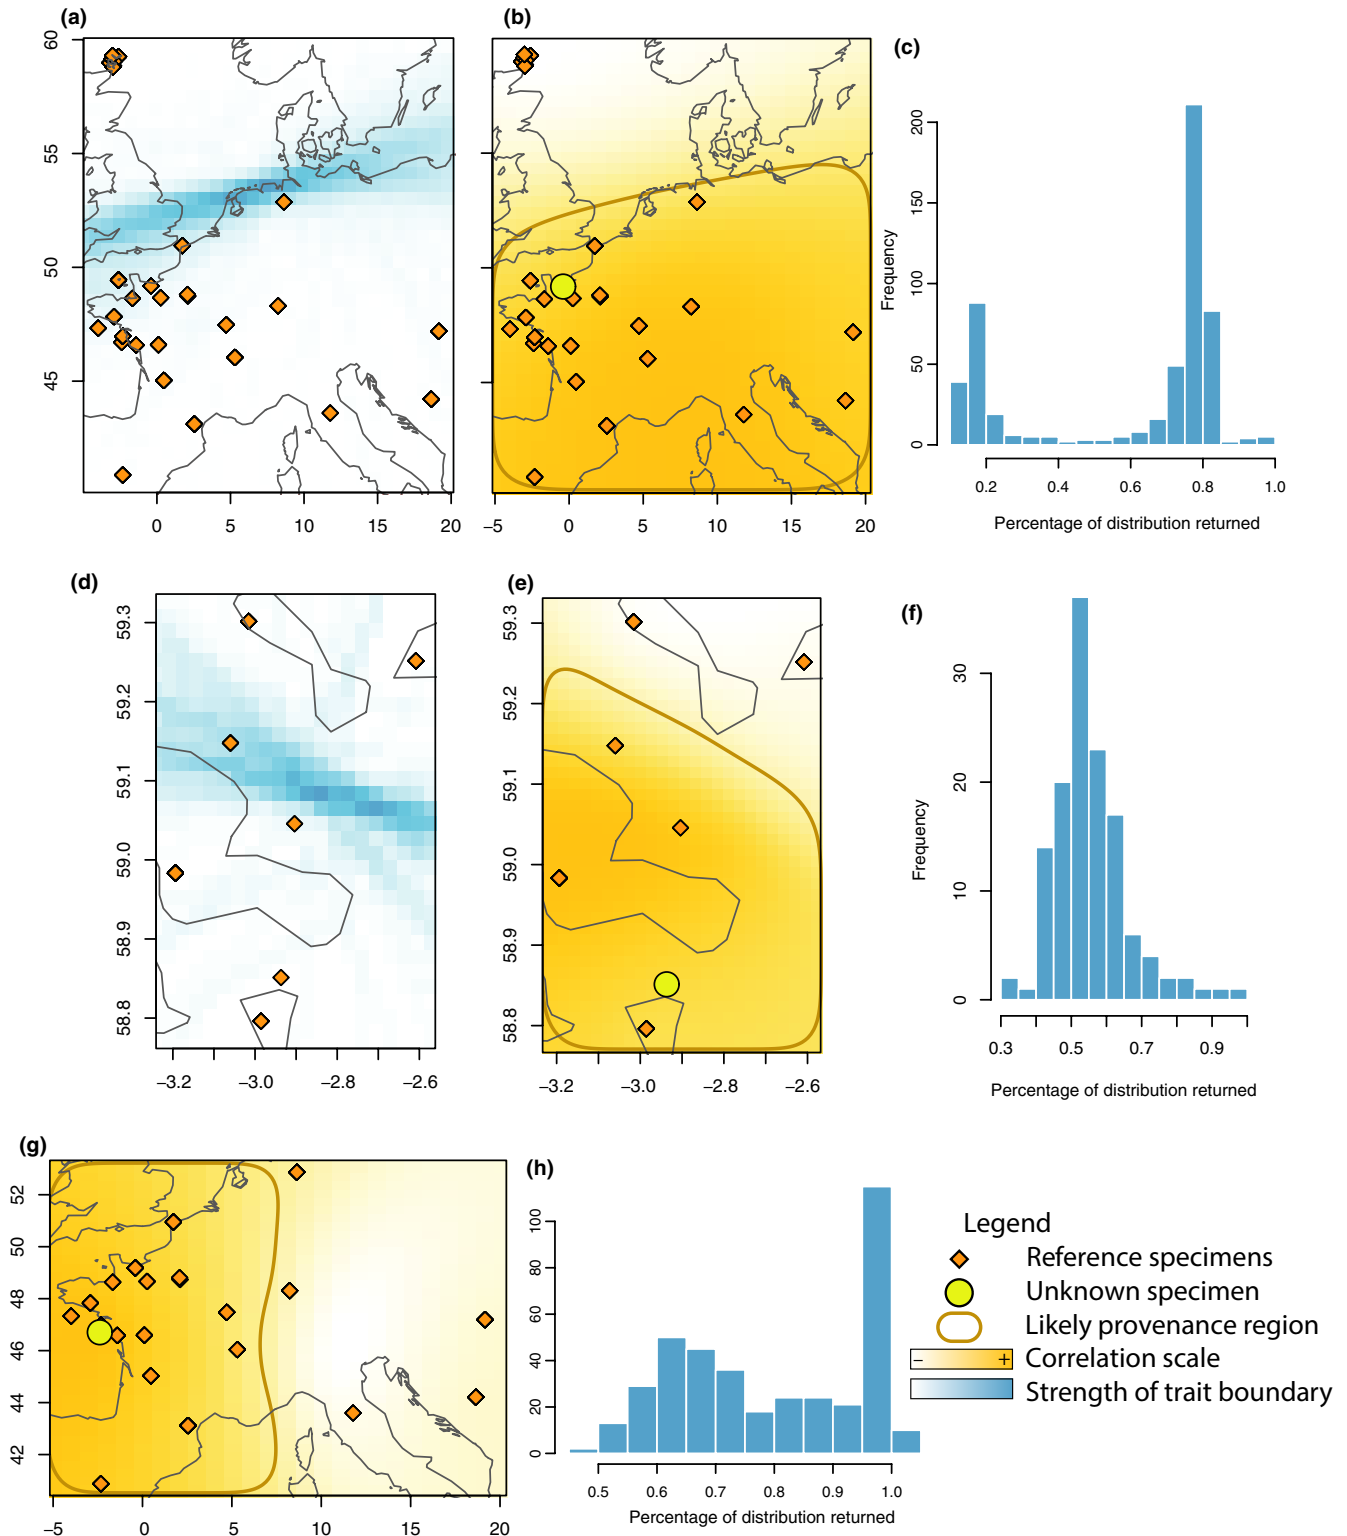 (a)
60
55
50
45
0 5 10 15 20
(b)
−5 0 5 10 15 20
(c)
Frequency
0 50 100 150 200
0.2 0.4 0.6 0.8 1.0
Percentage of distribution returned
(d)
59.3
59.2
59.1
59.0
58.9
58.8
−3.2 −3.0 −2.8 −2.6
(e)
59.3
59.2
59.1
59.0
58.9
58.8
−3.2 −3.0 −2.8 −2.6
(f)
Frequency
0 10 20 30
0.3 0.5 0.7 0.9
Percentage of distribution returned
(g)
52
50
48
46
44
42
−5 0 5 10 15 20
(h)
0 20 40 60 80 100
0.5 0.6 0.7 0.8 0.9 1.0
Percentage of distribution returned
Legend
Reference specimens
Unknown specimen
Likely provenance region
− + Correlation scale
Strength of trait boundary